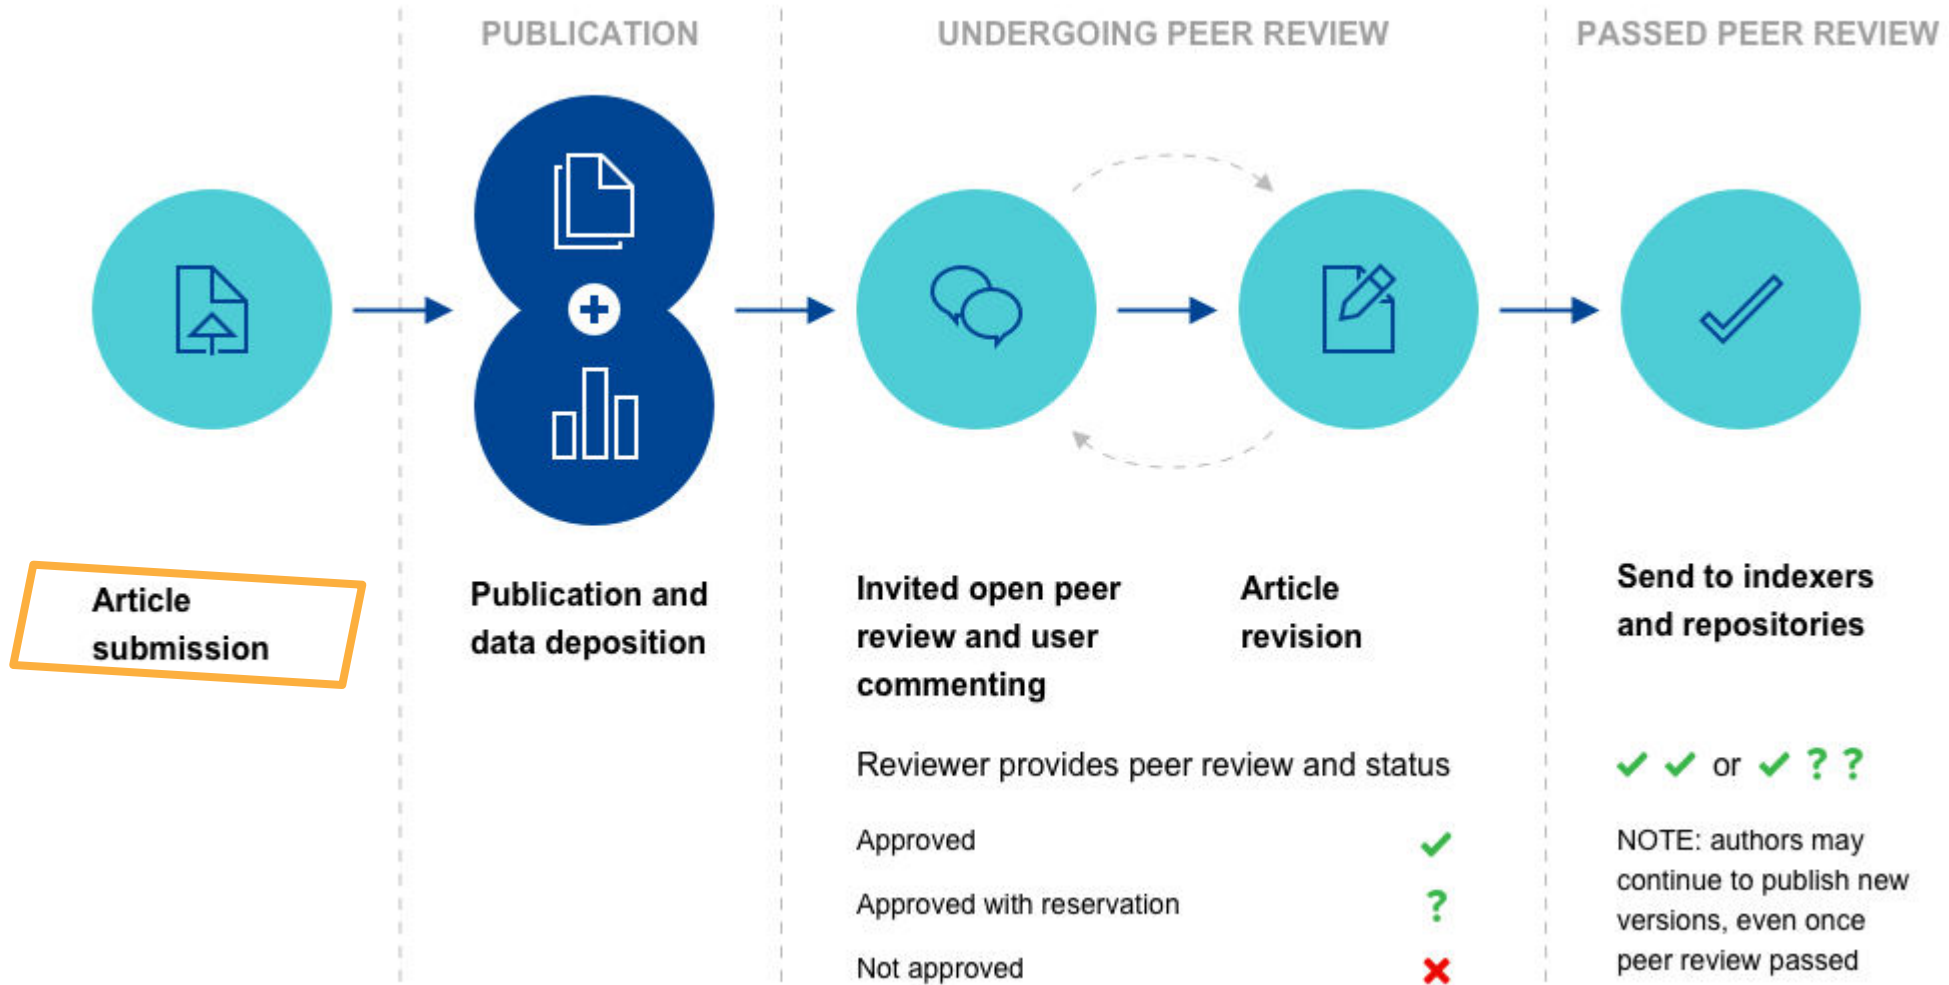 PUBLICATION
UNDERGOING PEER REVIEW
PASSED PEER REVIEW
Article
submission
Publication and
data deposition
Invited open peer
review and user
commenting
Article
revision
Send to indexers
and repositories
Reviewer provides peer review and status
Approved
Approved with reservation
?
Not approved
or ? ?
NOTE: authors may
continue to publish new
versions, even once
peer review passed